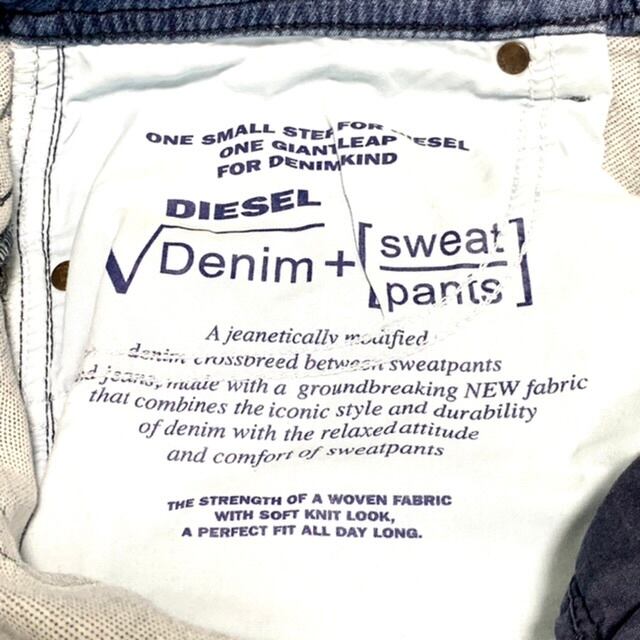 ONE SMALL STEP FOR DIESEL
ONE GIANT LEAP
FOR DENIMKIND
DIESEL
√Denim + [sweat
pants]
A jeanetically modified
denim crossbreed between sweatpants
and jeans, made with a groundbreaking NEW fabric
that combines the iconic style and durability
of denim with the relaxed attitude
and comfort of sweatpants
THE STRENGTH OF A WOVEN FABRIC
WITH SOFT KNIT LOOK,
A PERFECT FIT ALL DAY LONG.